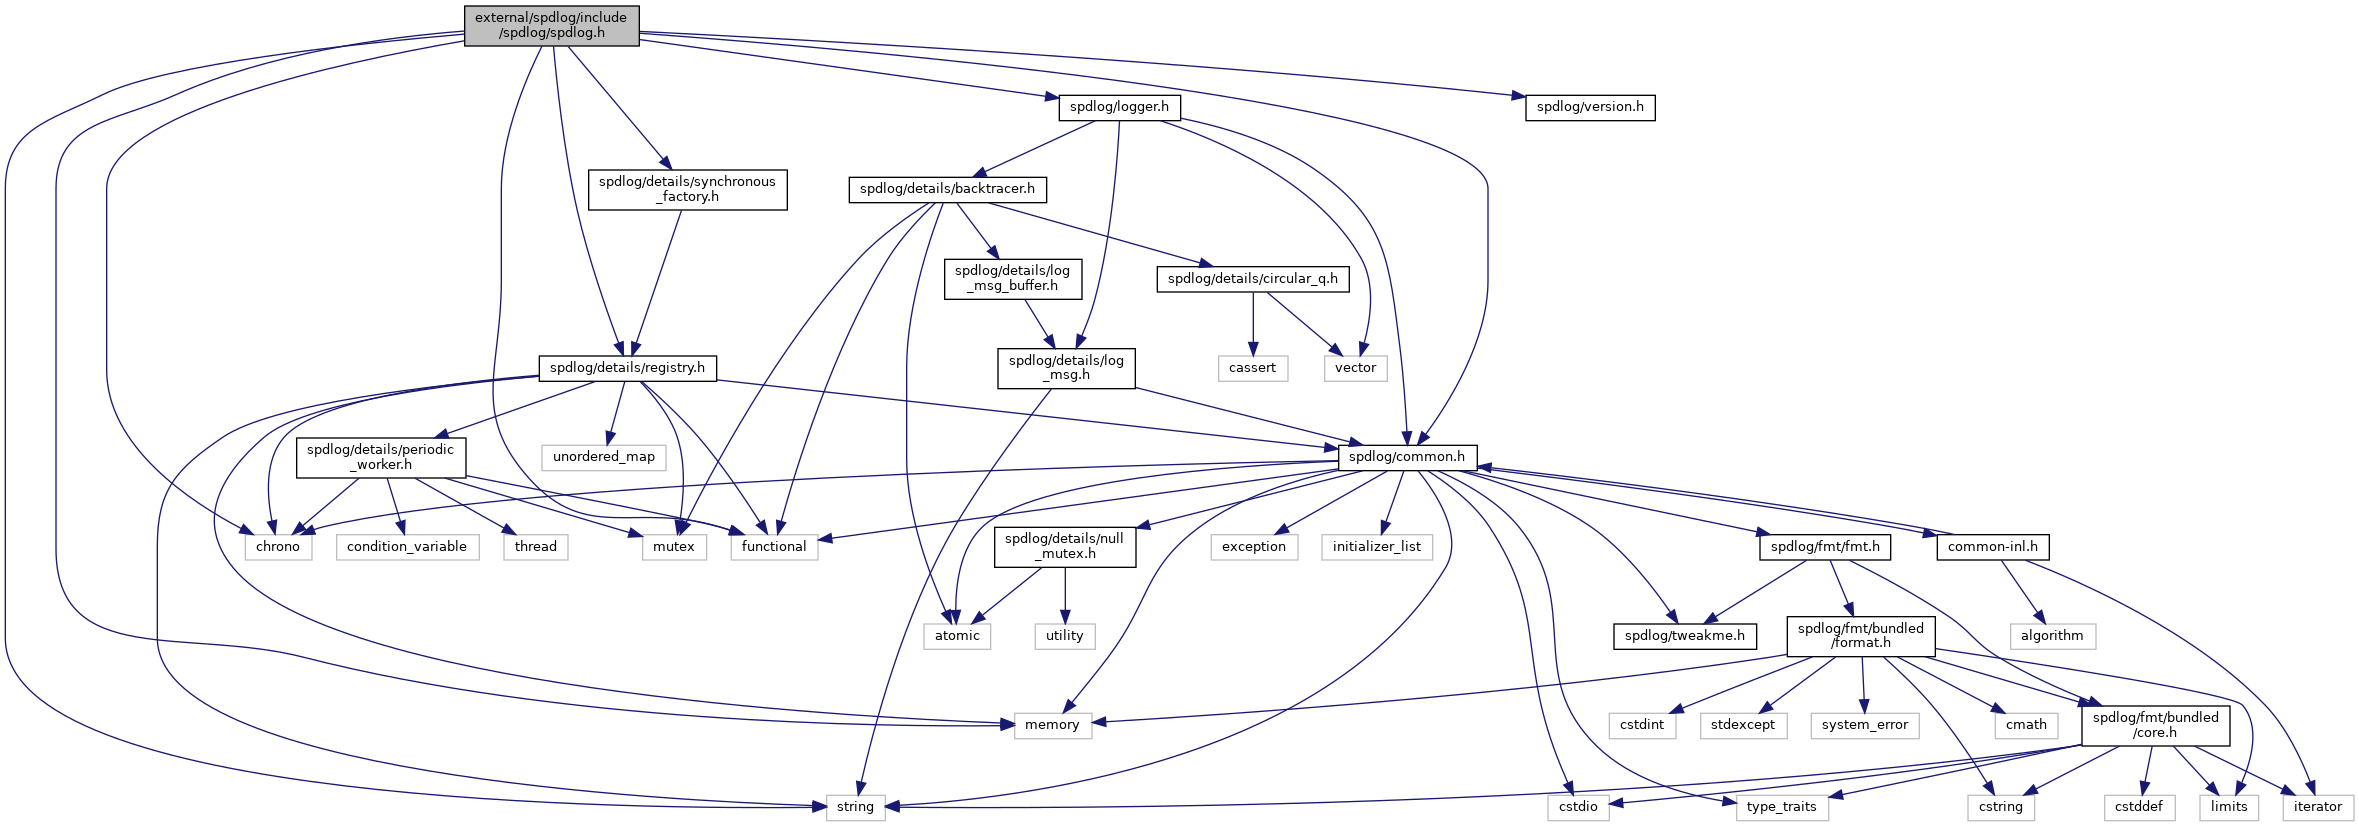 external/spdlog/include
/spdlog/spdlog.h
spdlog/logger.h
spdlog/version.h
spdlog/details/synchronous
_factory.h
spdlog/details/backtracer.h
spdlog/details/log
_msg_buffer.h
spdlog/details/circular_q.h
spdlog/details/registry.h
spdlog/details/log
_msg.h
cassert
vector
spdlog/details/periodic
_worker.h
unordered_map
spdlog/common.h
chrono
condition_variable
thread
mutex
functional
spdlog/details/null
_mutex.h
exception
initializer_list
spdlog/fmt/fmt.h
common-inl.h
atomic
utility
spdlog/tweakme.h
spdlog/fmt/bundled
/format.h
algorithm
memory
cstdint
stdexcept
system_error
cmath
spdlog/fmt/bundled
/core.h
string
cstdio
type_traits
cstring
cstddef
limits
iterator